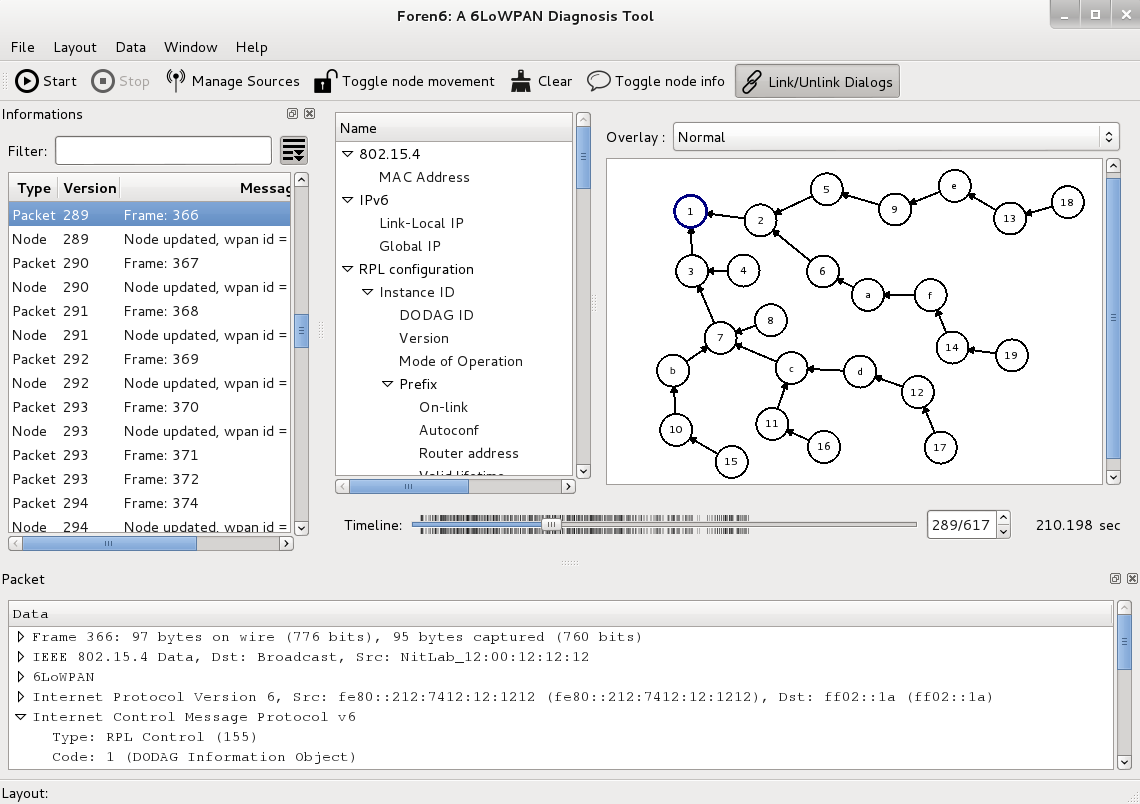 Foren6: A 6LoWPAN Diagnosis Tool
File Layout Data Window Help
Start Stop Manage Sources Toggle node movement Clear Toggle node info Link/Unlink Dialogs
Informations
Filter:
Type Version Messag
Packet 289 Frame: 366
Node 289 Node updated, wpan id =
Packet 290 Frame: 367
Node 290 Node updated, wpan id =
Packet 291 Frame: 368
Node 291 Node updated, wpan id =
Packet 292 Frame: 369
Node 292 Node updated, wpan id =
Packet 293 Frame: 370
Node 293 Node updated, wpan id =
Packet 293 Frame: 371
Packet 293 Frame: 372
Packet 294 Frame: 374
Node 294 Node updated, wpan id =
Name
802.15.4
MAC Address
IPv6
Link-Local IP
Global IP
RPL configuration
Instance ID
DODAG ID
Version
Mode of Operation
Prefix
On-link
Autoconf
Router address
Valid lifetime
Overlay : Normal
1
2
5
9
e
13
18
3
4
6
a
f
14
19
7
8
b
c
d
12
10
11
16
17
15
Timeline: 289/617 210.198 sec
Packet
Data
Frame 366: 97 bytes on wire (776 bits), 95 bytes captured (760 bits)
IEEE 802.15.4 Data, Dst: Broadcast, Src: NitLab_12:00:12:12:12
6LoWPAN
Internet Protocol Version 6, Src: fe80::212:7412:12:1212 (fe80::212:7412:12:1212), Dst: ff02::1a (ff02::1a)
Internet Control Message Protocol v6
Type: RPL Control (155)
Code: 1 (DODAG Information Object)
Layout: